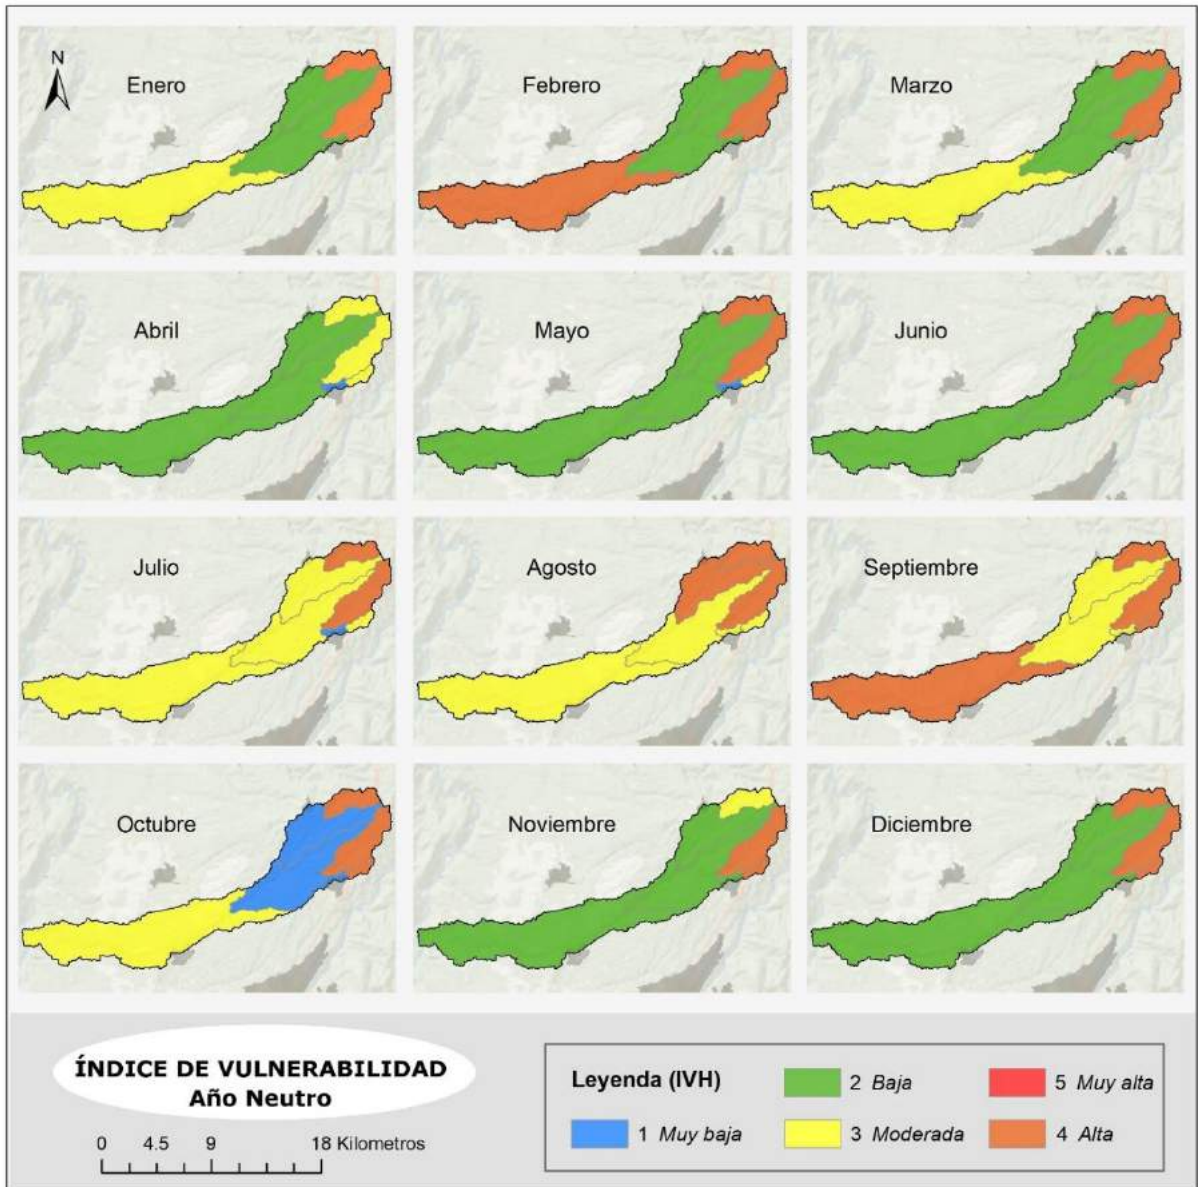 N
Enero
Febrero
Marzo
Abril
Mayo
Junio
Julio
Agosto
Septiembre
Octubre
Noviembre
Diciembre
ÍNDICE DE VULNERABILIDAD
Año Neutro
0 4.5 9 18 Kilometros
Leyenda (IVH)
1 Muy baja
2 Baja
3 Moderada
5 Muy alta
4 Alta